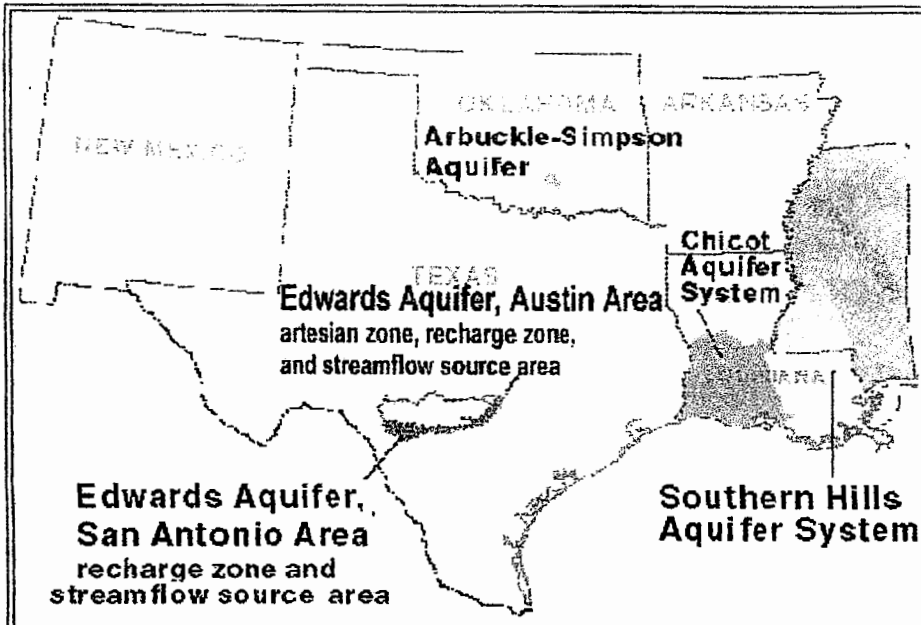 OKLAHOMA
ARKANSAS
NEW MEXICO
Arbuckle-Simpson
Aquifer
Chicot
Aquifer
System
TEXAS
Edwards Aquifer, Austin Area
artesian zone, recharge zone,
and streamflow source area
LOUISIANA
Edwards Aquifer,
San Antonio Area
recharge zone and
streamflow source area
Southern Hills
Aquifer System